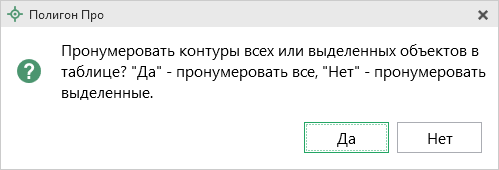 Полигон Про
Пронумеровать контуры всех или выделенных объектов в
таблице? "Да" - пронумеровать все, "Нет" - пронумеровать
выделенные.
Да
Нет